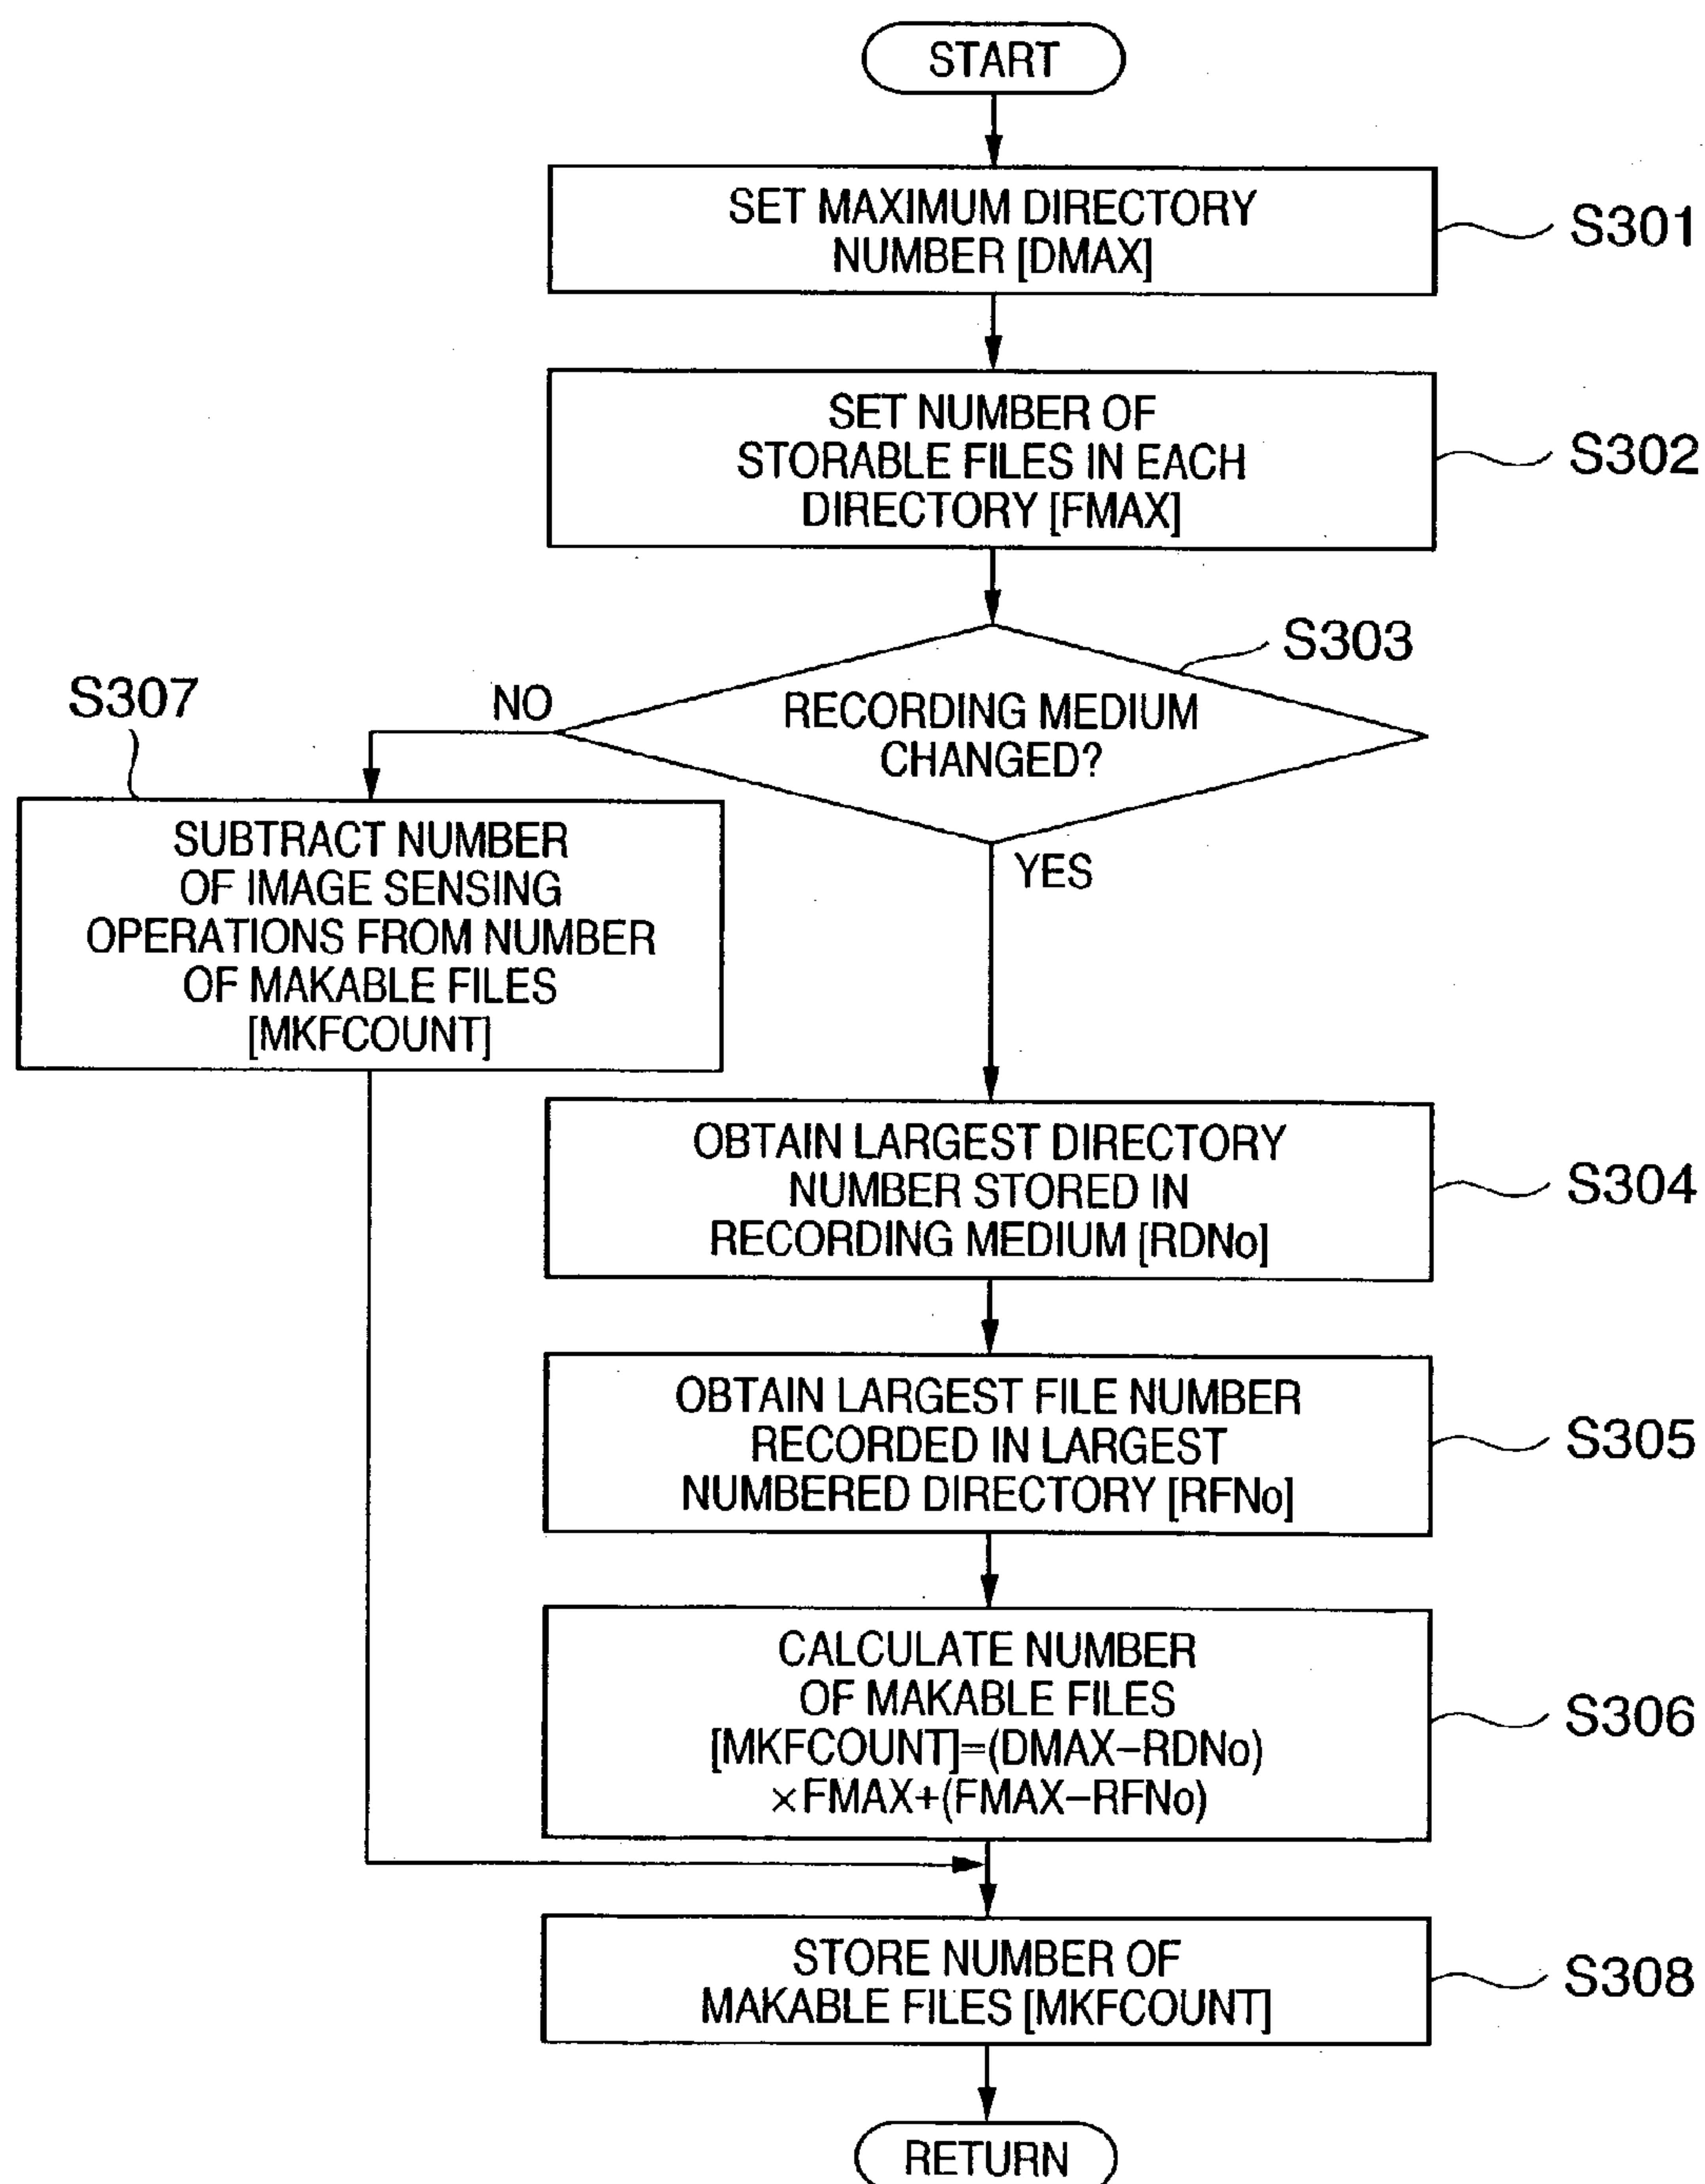 START
SET MAXIMUM DIRECTORY
NUMBER [DMAX]
S301
SET NUMBER OF
STORABLE FILES IN EACH
DIRECTORY [FMAX]
S302
S303
RECORDING MEDIUM
CHANGED?
NO
YES
S307
SUBTRACT NUMBER
OF IMAGE SENSING
OPERATIONS FROM NUMBER
OF MAKABLE FILES
[MKFCOUNT]
OBTAIN LARGEST DIRECTORY
NUMBER STORED IN
RECORDING MEDIUM [RDNo]
S304
OBTAIN LARGEST FILE NUMBER
RECORDED IN LARGEST
NUMBERED DIRECTORY [RFNo]
S305
CALCULATE NUMBER
OF MAKABLE FILES
[MKFCOUNT]=(DMAX−RDNo)
×FMAX+(FMAX−RFNo)
S306
STORE NUMBER OF
MAKABLE FILES [MKFCOUNT]
S308
RETURN